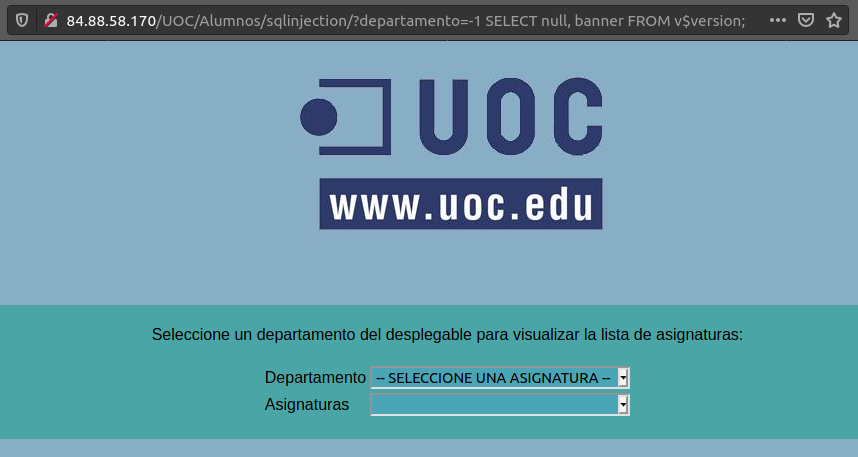 84.88.58.170/UOC/Alumnos/sqlinjection/?departamento=-1 SELECT null, banner FROM v$version;
UOC
www.uoc.edu
Seleccione un departamento del desplegable para visualizar la lista de asignaturas:
Departamento -- SELECCIONE UNA ASIGNATURA --
Asignaturas